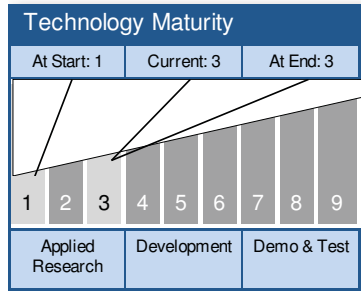 Technology Maturity
At Start: 1 Current: 3 At End: 3
1 2 3 4 5 6 7 8 9
Applied Development Demo & Test
Research